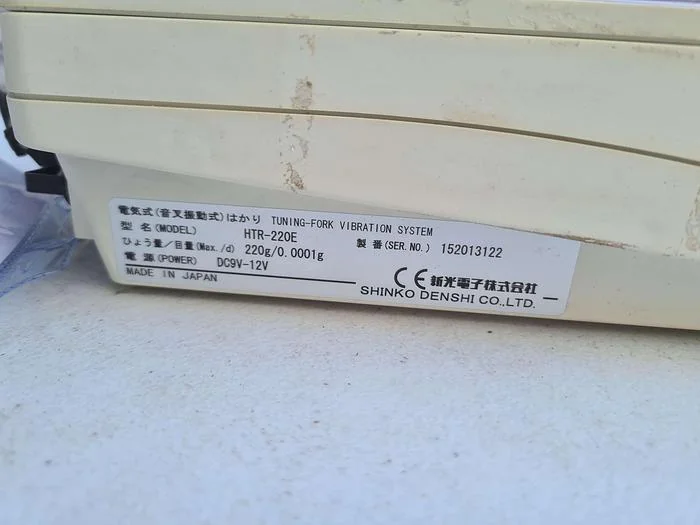 電気式(音叉振動式)はかり TUNING-FORK VIBRATION SYSTEM
型 名(MODEL) HTR-220E 製 番(SER.NO.) 152013122
ひょう量/目量(Max./d) 220g/0.0001g
電 源(POWER) DC9V-12V
MADE IN JAPAN
CE 新光電子株式会社
SHINKO DENSHI CO.,LTD.